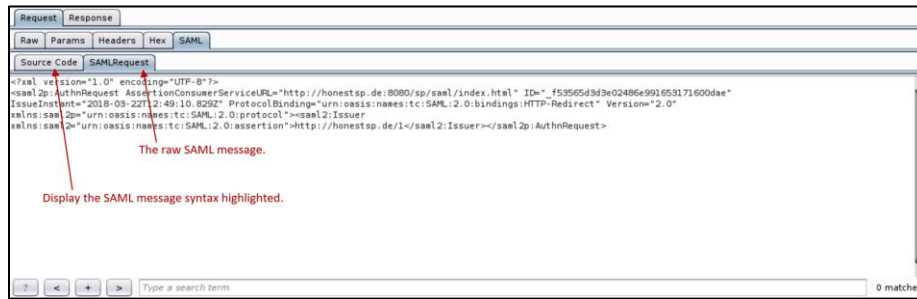 Request Response
Raw Params Headers Hex SAML
Source Code SAMLRequest
<?xml version="1.0" encoding="UTF-8"?>
<saml2p:AuthnRequest AssertionConsumerServiceURL="http://honestsp.de:8080/sp/saml/index.html" ID="_f53565d3d3e02486e991653171600dae"
IssueInstant="2018-03-22T12:49:10.829Z" ProtocolBinding="urn:oasis:names:tc:SAML:2.0:bindings:HTTP-Redirect" Version="2.0"
xmlns:saml2p="urn:oasis:names:tc:SAML:2.0:protocol"><saml2:Issuer
xmlns:saml2="urn:oasis:names:tc:SAML:2.0:assertion">http://honestsp.de/1</saml2:Issuer></saml2p:AuthnRequest>
The raw SAML message.
Display the SAML message syntax highlighted.
? < + > Type a search term 0 matche